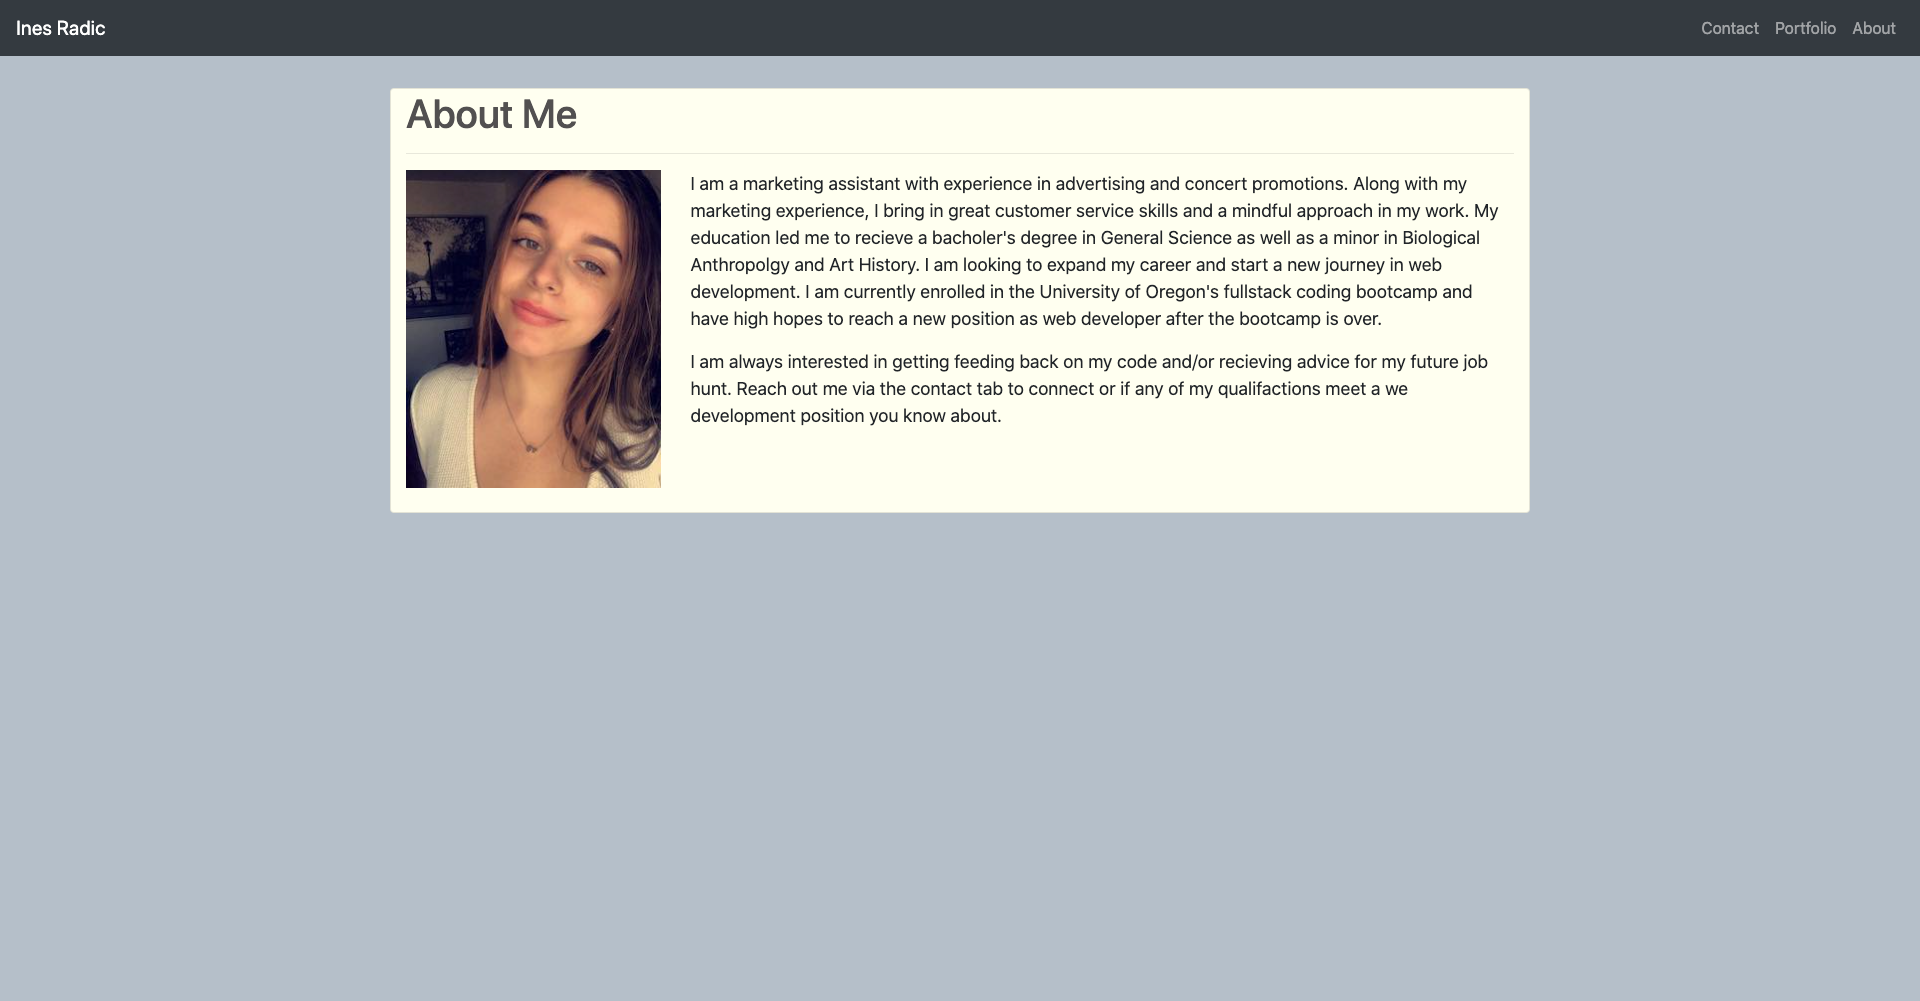 Ines Radic
Contact Portfolio About
About Me
I am a marketing assistant with experience in advertising and concert promotions. Along with my
marketing experience, I bring in great customer service skills and a mindful approach in my work. My
education led me to recieve a bacholer's degree in General Science as well as a minor in Biological
Anthropolgy and Art History. I am looking to expand my career and start a new journey in web
development. I am currently enrolled in the University of Oregon's fullstack coding bootcamp and
have high hopes to reach a new position as web developer after the bootcamp is over.
I am always interested in getting feeding back on my code and/or recieving advice for my future job
hunt. Reach out me via the contact tab to connect or if any of my qualifactions meet a we
development position you know about.